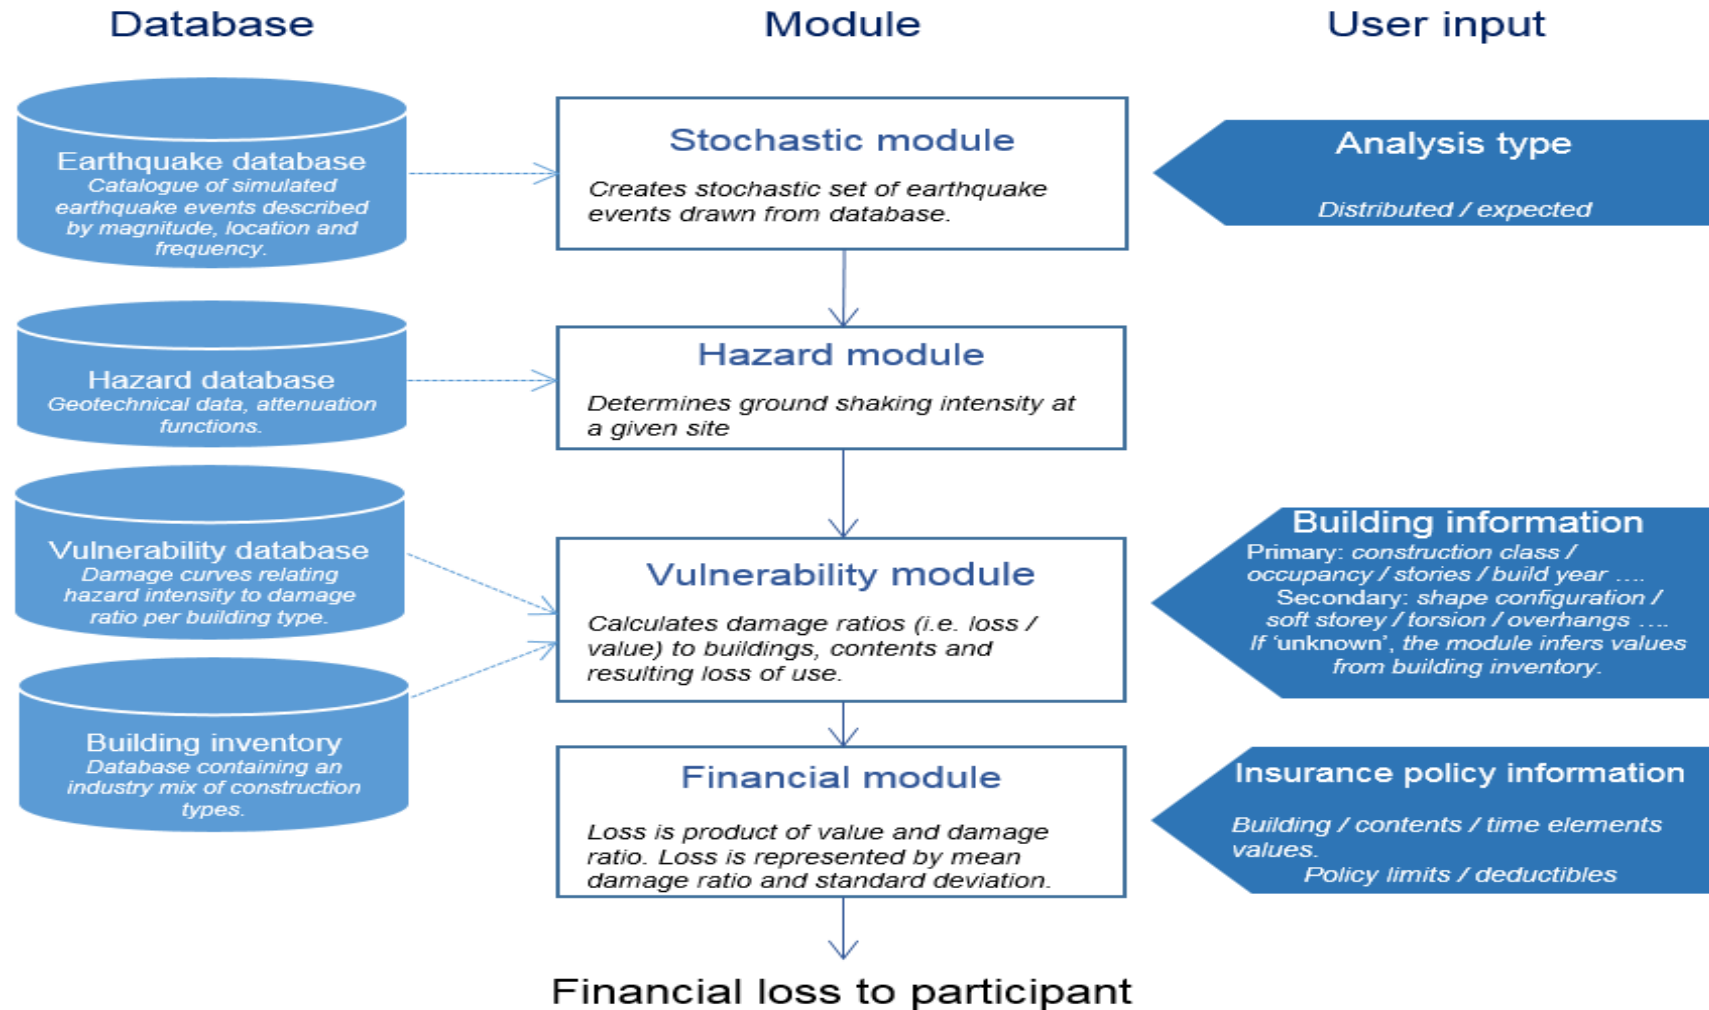 Database
Module
User input
Earthquake database
Catalogue of simulated
earthquake events described
by magnitude, location and
frequency.
Stochastic module
Creates stochastic set of earthquake
events drawn from database.
Analysis type
Distributed / expected
Hazard database
Geotechnical data, attenuation
functions.
Hazard module
Determines ground shaking intensity at
a given site
Vulnerability database
Damage curves relating
hazard intensity to damage
ratio per building type.
Building inventory
Database containing an
industry mix of construction
types.
Vulnerability module
Calculates damage ratios (i.e. loss /
value) to buildings, contents and
resulting loss of use.
Building information
Primary: construction class /
occupancy / stories / build year ....
Secondary: shape configuration /
soft storey / torsion / overhangs ....
If ‘unknown’, the module infers values
from building inventory.
Financial module
Loss is product of value and damage
ratio. Loss is represented by mean
damage ratio and standard deviation.
Insurance policy information
Building / contents / time elements
values.
Policy limits / deductibles
Financial loss to participant